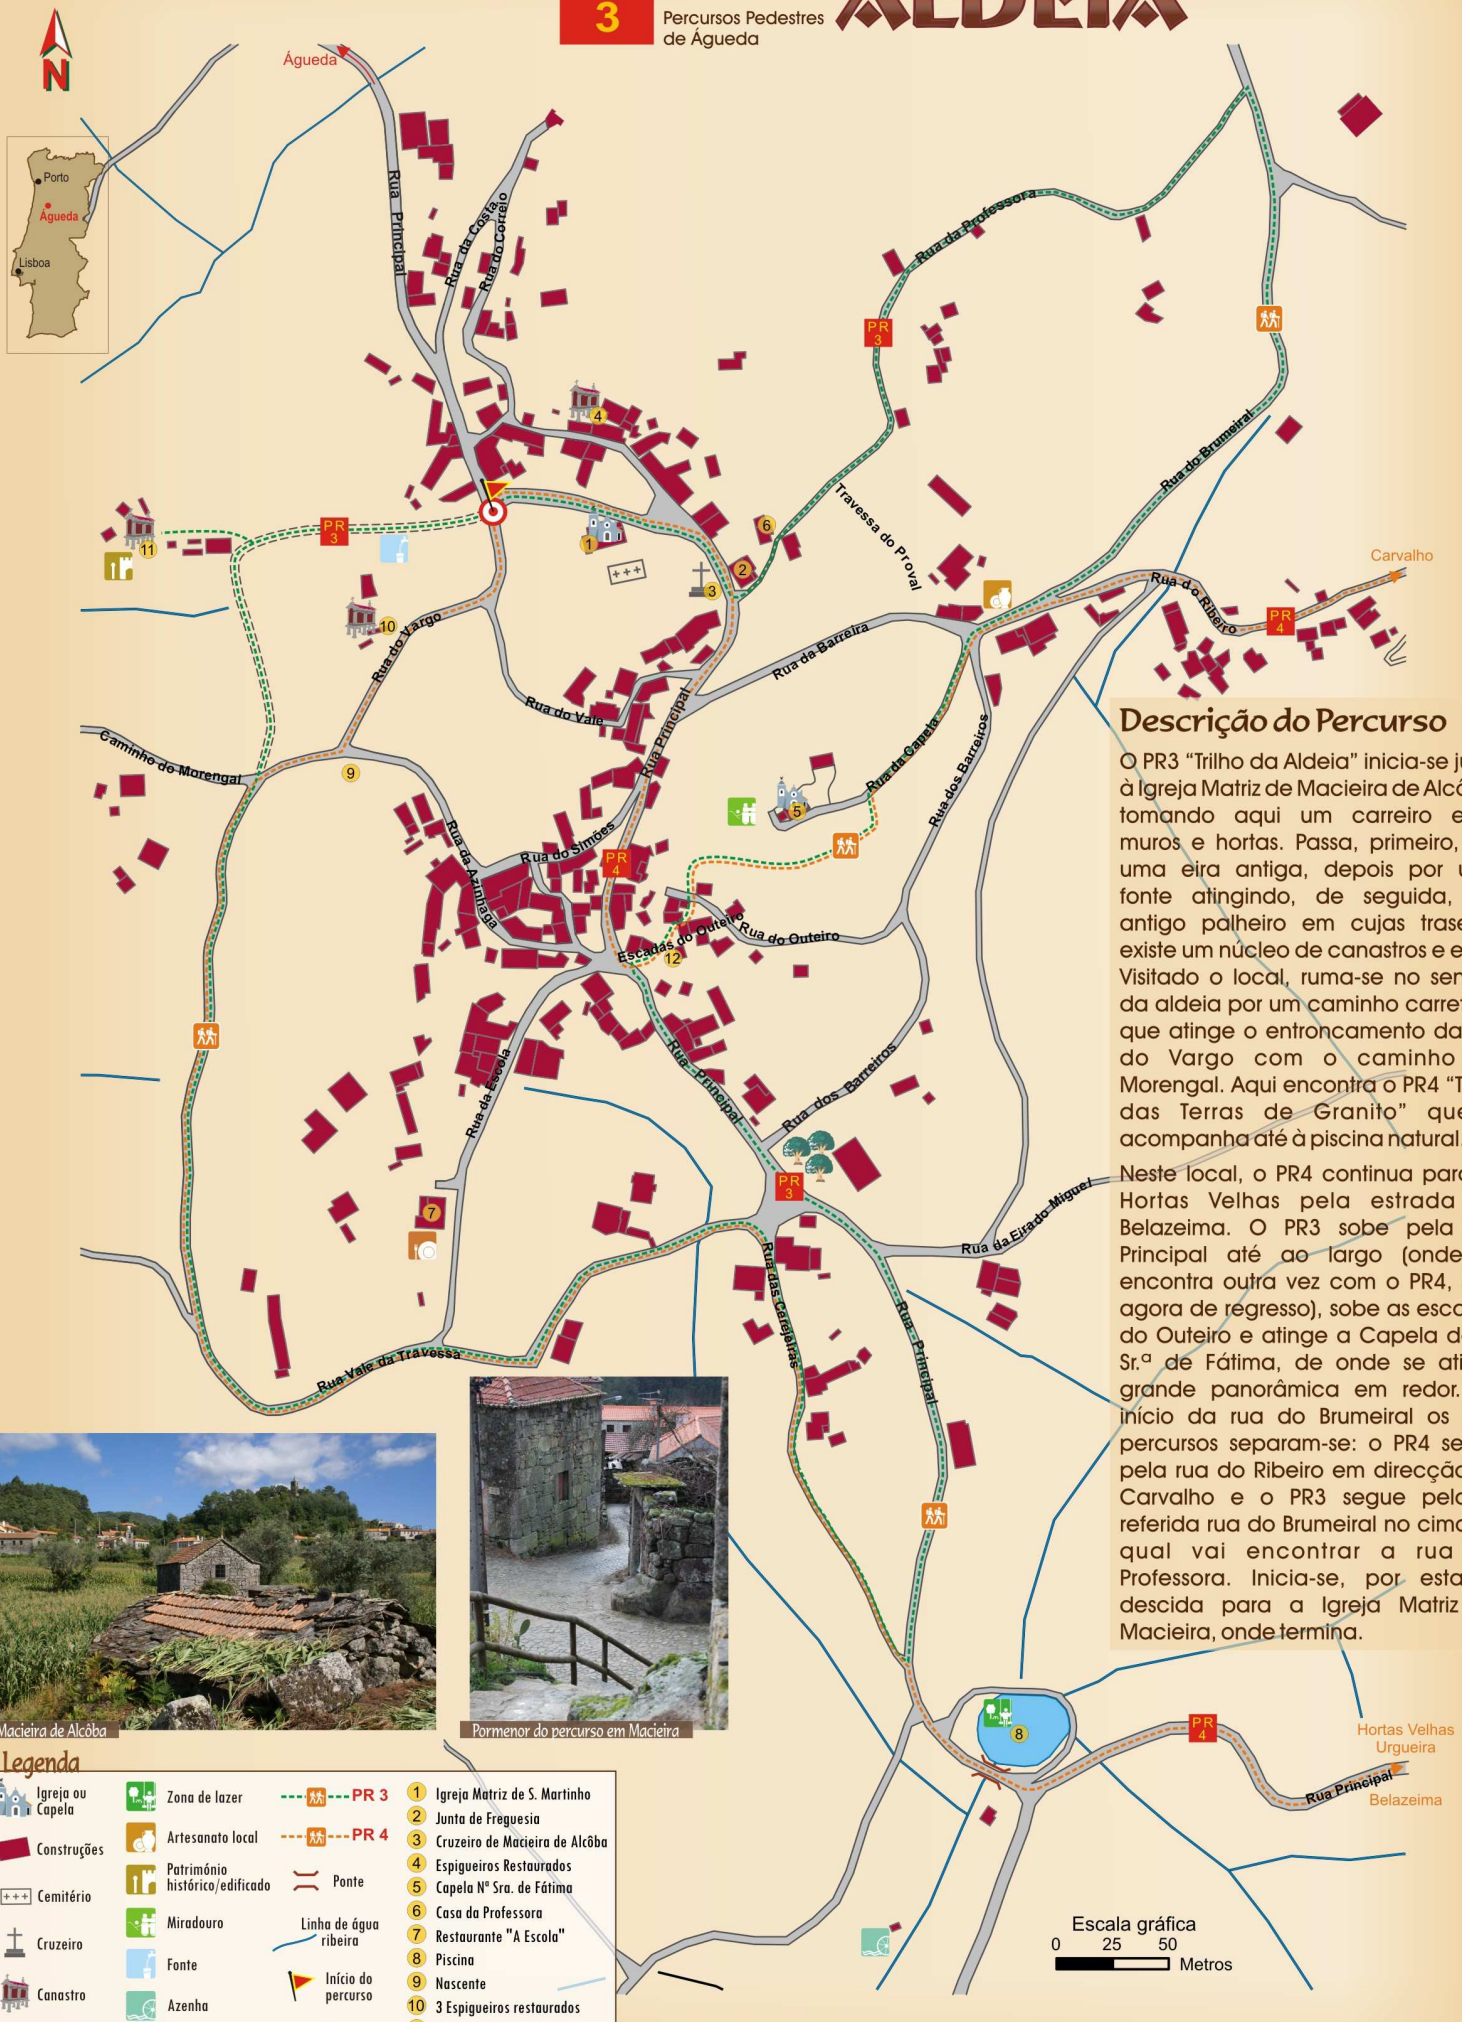 3
Percursos Pedestres
de Águeda
ALDEIA
N
Águeda
Porto
Águeda
Lisboa
Rua Principal
Rua da Costa
Rua do Correio
Rua da Professora
PR
3
4
Rua do Brumeiral
Travessa do Proval
6
PR
3
11
1
2
3
Carvalho
10
Rua do Vargo
Rua do Ribeiro
PR
4
Rua da Barreira
Rua do Vale
Rua Principal
Caminho do Morengal
9
Rua da Capela
Rua dos Barreiros
5
Rua da Azinhaga
Rua do Simões
PR
4
Escadas do Outeiro
Rua do Outeiro
12
Rua da Escola
Rua Principal
Rua dos Barreiros
PR
3
7
Rua da Eira do Miguel
Rua das Cerejeiras
Rua Principal
Rua Vale da Travessa
Descrição do Percurso
O PR3 “Trilho da Aldeia” inicia-se
à Igreja Matriz de Macieira de
tomando aqui um carreiro
muros e hortas. Passa, primeiro,
uma eira antiga, depois por
fonte atingindo, de seguida,
antigo palheiro em cujas
existe um núcleo de canastros e
Visitado o local, ruma-se no
da aldeia por um caminho
que atinge o entroncamento da
do Vargo com o caminho
Morengal. Aqui encontra o PR4
das Terras de Granito” que
acompanha até à piscina natural.
Neste local, o PR4 continua
Hortas Velhas pela estrada
Belazeima. O PR3 sobe pela
Principal até ao largo (onde
encontra outra vez com o PR4,
agora de regresso), sobe as
do Outeiro e atinge a Capela
Sr.ª de Fátima, de onde se
grande panorâmica em redor.
início da rua do Brumeiral os
percursos separam-se: o PR4
pela rua do Ribeiro em direcção
Carvalho e o PR3 segue
referida rua do Brumeiral no
qual vai encontrar a rua
Professora. Inicia-se, por
descida para a Igreja Matriz
Macieira, onde termina.
Macieira de Alcôba
Pormenor do percurso em Macieira
8
PR
4
Hortas Velhas
Urgueira
Rua Principal
Belazeima
Escala gráfica
0 25 50
Metros
Legenda
Igreja ou
Capela
Construções
Cemitério
Cruzeiro
Canastro
Zona de lazer
Artesanato local
Património
histórico/edificado
Miradouro
Fonte
Azenha
PR 3
PR 4
Ponte
Linha de água
ribeira
Início do
percurso
1 Igreja Matriz de S. Martinho
2 Junta de Freguesia
3 Cruzeiro de Macieira de Alcôba
4 Espigueiros Restaurados
5 Capela Nª Sra. de Fátima
6 Casa da Professora
7 Restaurante "A Escola"
8 Piscina
9 Nascente
10 3 Espigueiros restaurados